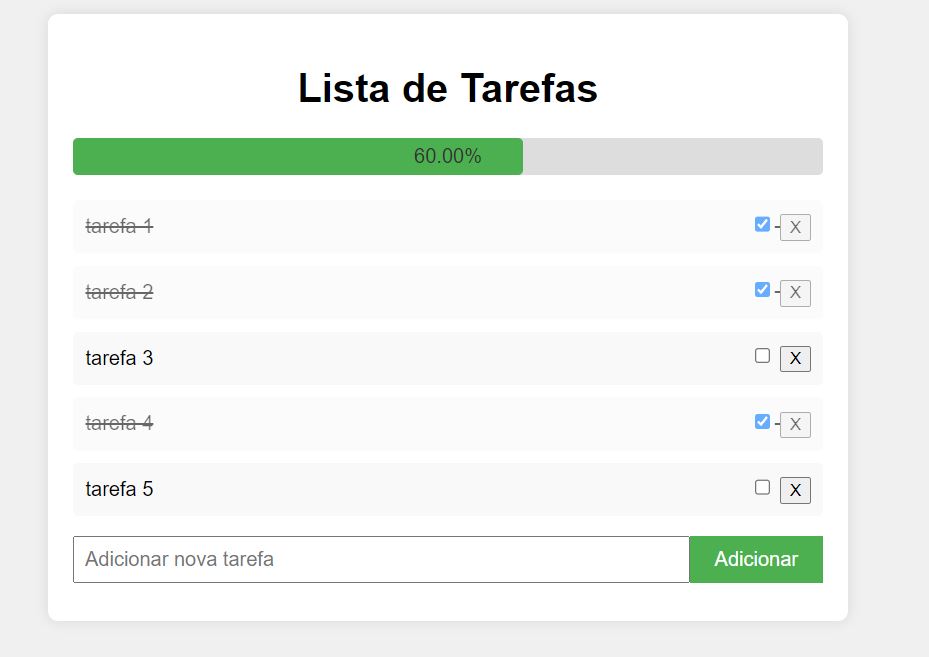 Lista de Tarefas
60.00%
tarefa 1 X
tarefa 2 X
tarefa 3 X
tarefa 4 X
tarefa 5 X
Adicionar nova tarefa Adicionar